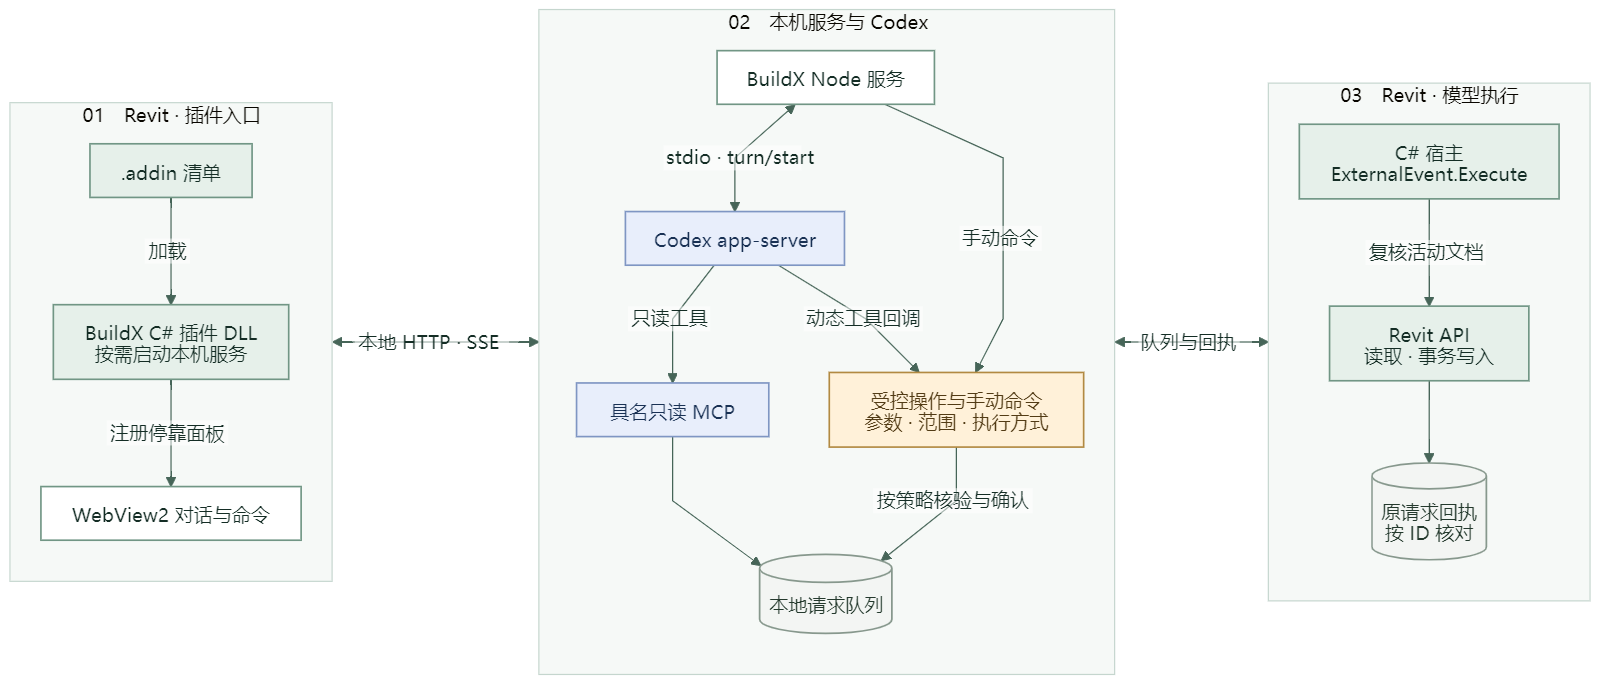 01 Revit · 插件入口
.addin 清单
加载
BuildX C# 插件 DLL
按需启动本机服务
注册停靠面板
WebView2 对话与命令
本地 HTTP · SSE
02 本机服务与 Codex
BuildX Node 服务
stdio · turn/start
Codex app-server
手动命令
只读工具
动态工具回调
具名只读 MCP
受控操作与手动命令
参数 · 范围 · 执行方式
按策略核验与确认
本地请求队列
队列与回执
03 Revit · 模型执行
C# 宿主
ExternalEvent.Execute
复核活动文档
Revit API
读取 · 事务写入
原请求回执
按 ID 核对